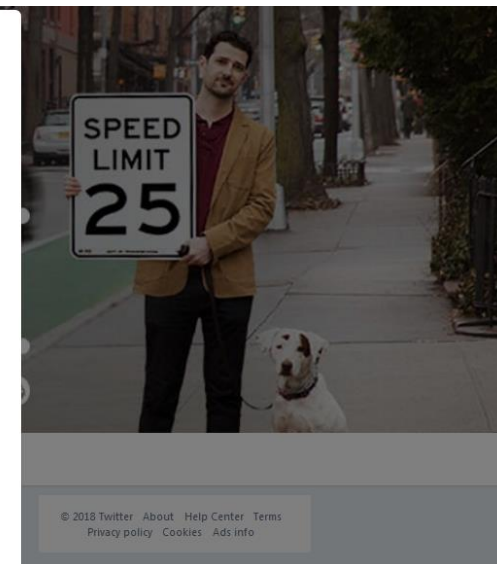 SPEED
LIMIT
25
© 2018 Twitter About Help Center Terms
Privacy policy Cookies Ads info